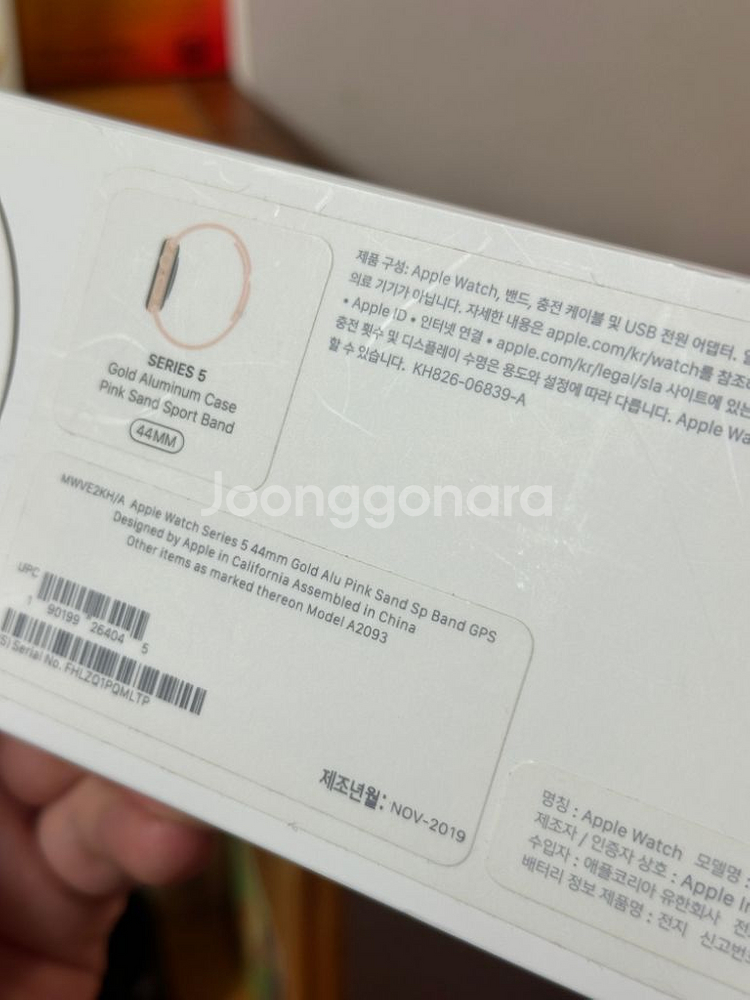 SERIES 5
Gold Aluminum Case
Pink Sand Sport Band
44MM
제품 구성: Apple Watch, 밴드, 충전 케이블 및 USB 전원 어댑터.
의료 기기가 아닙니다. 자세한 내용은 apple.com/kr/watch를
• Apple ID • 인터넷 연결 • apple.com/kr/legal/sla 사이트에 있는
충전 횟수 및 디스플레이 수명은 용도와 설정에 따라 다릅니다. Apple
할 수 있습니다. KH826-06839-A
Joonggonara
MWVE2KH/A Apple Watch Series 5 44mm Gold Alu Pink Sand Sp Band GPS
Designed by Apple in California Assembled in China
Other items as marked thereon Model A2093
UPC
1 90199 26404 5
(S) Serial No. FHLZQ1PQMLTP
제조년월: NOV-2019
명칭 : Apple Watch 모델명 :
제조자 / 인증자 상호 : Apple
수입자 : 애플코리아 유한회사
배터리 정보 제품명 : 전지